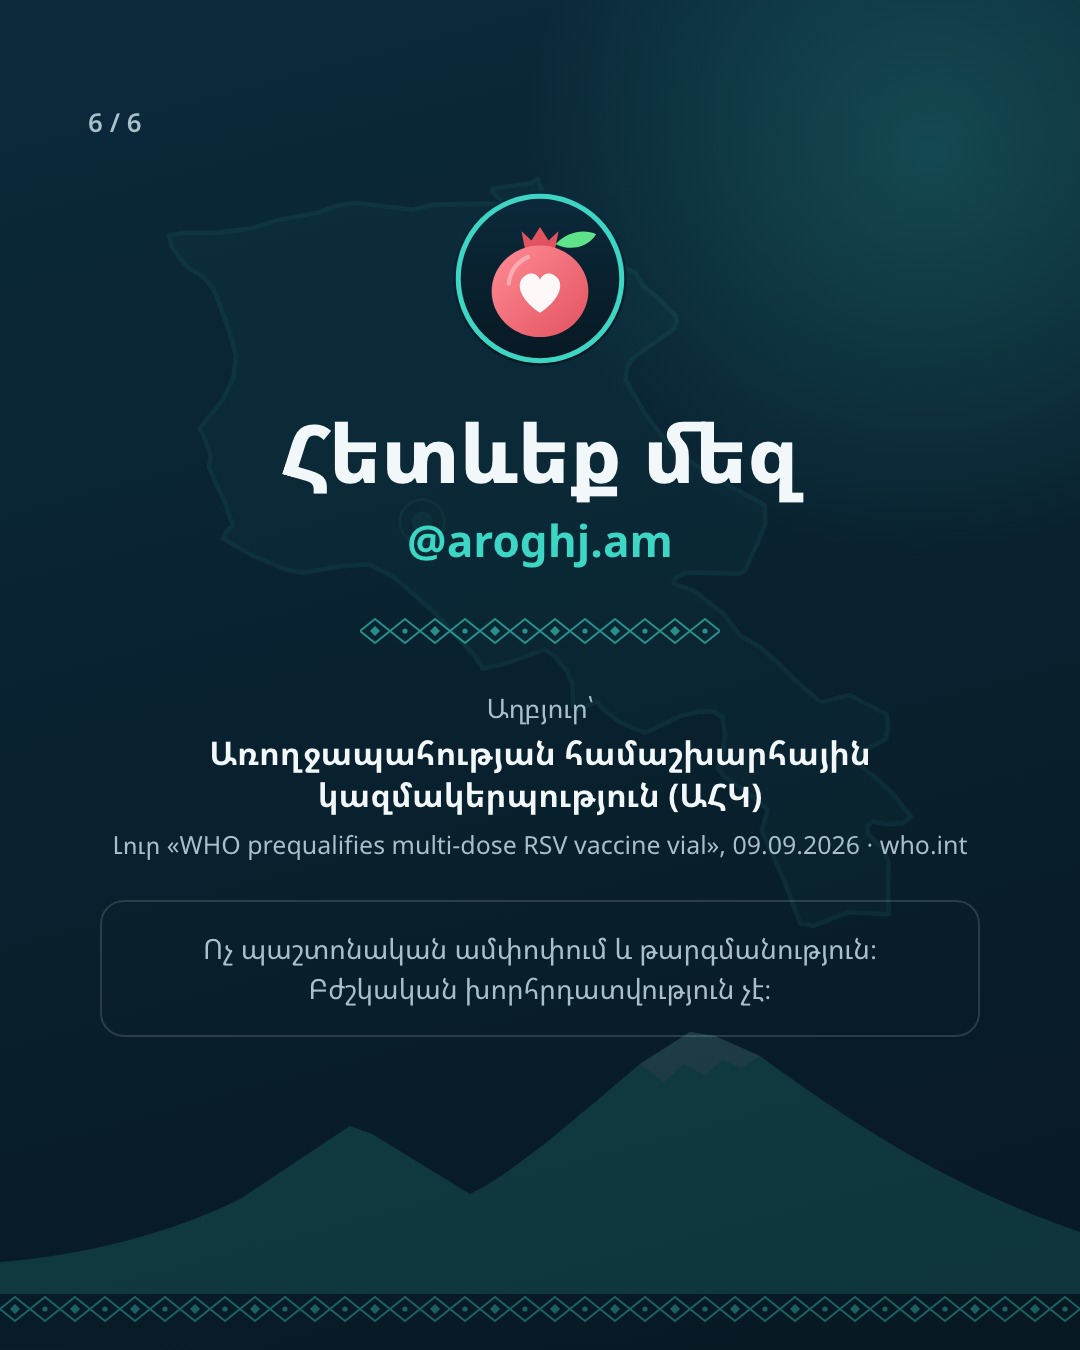 6 / 6
Հետևեք մեզ
@aroghj.am
Աղբյուր՝
Առողջապահության համաշխարհային
կազմակերպություն (ԱՀԿ)
Լուր «WHO prequalifies multi-dose RSV vaccine vial», 09.09.2026 · who.int
Ոչ պաշտոնական ամփոփում և թարգմանություն։
Բժշկական խորհրդատվություն չէ։